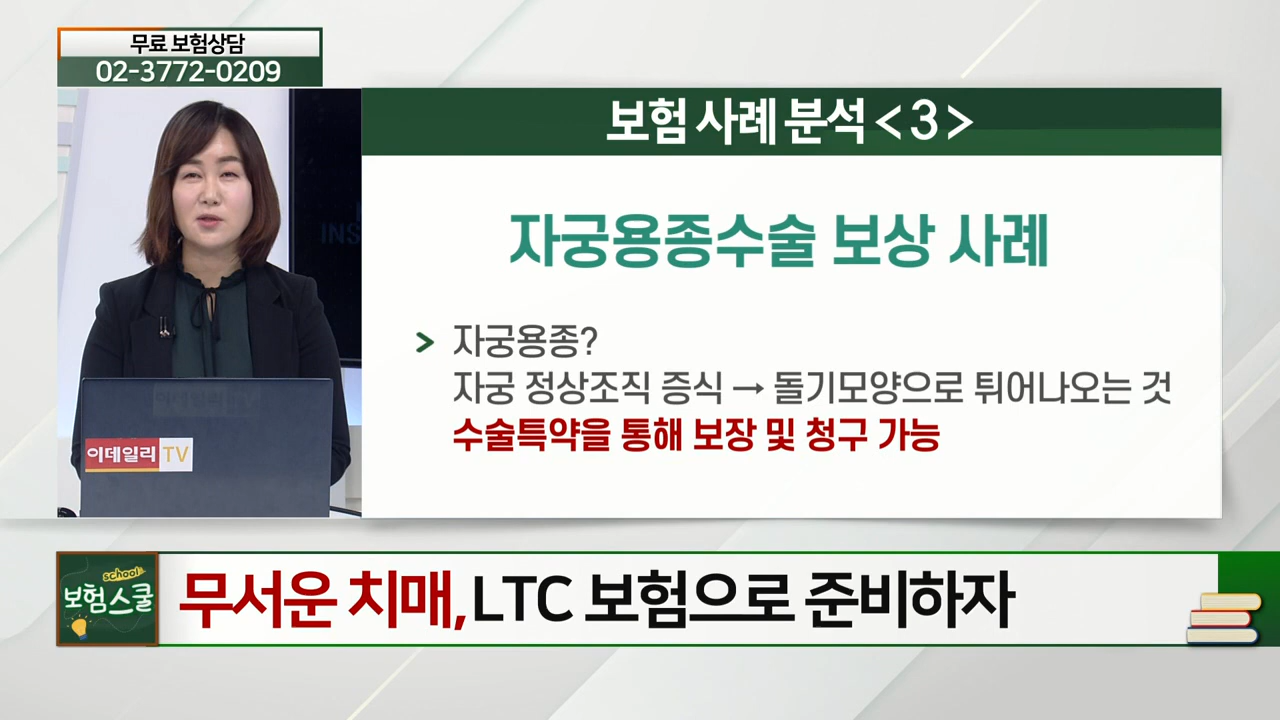 무료 보험상담
02-3772-0209
보험 사례 분석 <3>
자궁용종수술 보상 사례
> 자궁용종?
자궁 정상조직 증식 → 돌기모양으로 튀어나오는 것
수술특약을 통해 보장 및 청구 가능
INS
이데일리 TV
school
보험스쿨
무서운 치매, LTC 보험으로 준비하자